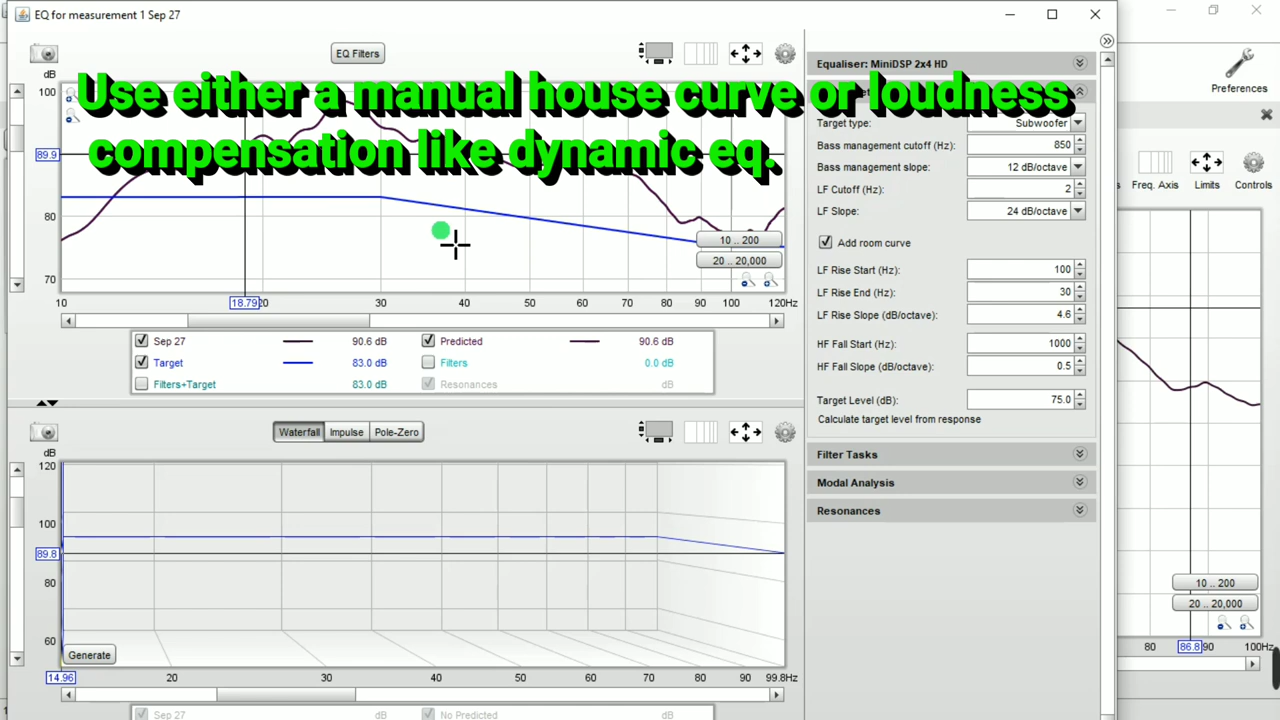 EQ for measurement 1 Sep 27
EQ Filters
dB
100
89.9
80
70
Use either a manual house curve or loudness
compensation like dynamic eq.
10 .. 200
20 .. 20,000
10
18.79
20
30
40
50
60
70
80
90
100
120Hz
Sep 27 90.6 dB
Predicted 90.6 dB
Target 83.0 dB
Filters 0.0 dB
Filters+Target 83.0 dB
Resonances dB
Waterfall Impulse Pole-Zero
dB
120
100
89.8
80
60
Generate
14.96
20
30
40
50
60
70
80
90
99.8Hz
Sep 27 dB
No Predicted dB
Equaliser: MiniDSP 2x4 HD
Target type: Subwoofer
Bass management cutoff (Hz): 850
Bass management slope: 12 dB/octave
LF Cutoff (Hz): 2
LF Slope: 24 dB/octave
Add room curve
LF Rise Start (Hz): 100
LF Rise End (Hz): 30
LF Rise Slope (dB/octave): 4.6
HF Fall Start (Hz): 1000
HF Fall Slope (dB/octave): 0.5
Target Level (dB): 75.0
Calculate target level from response
Filter Tasks
Modal Analysis
Resonances
Preferences
Freq. Axis Limits Controls
10 .. 200
20 .. 20,000
80
86.8
90
100Hz